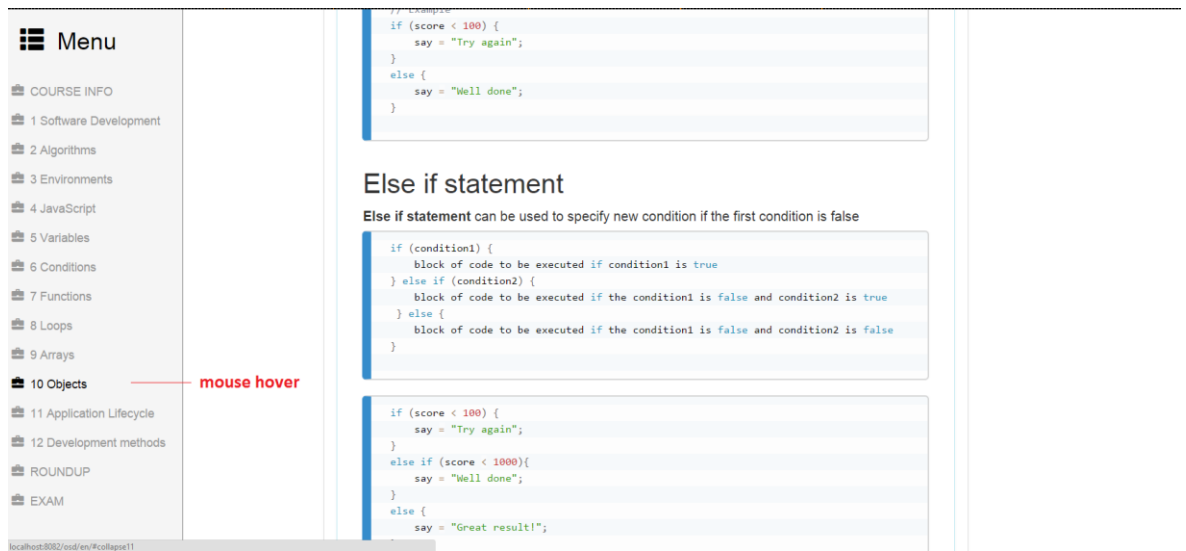 Menu
COURSE INFO
1 Software Development
2 Algorithms
3 Environments
4 JavaScript
5 Variables
6 Conditions
7 Functions
8 Loops
9 Arrays
10 Objects
11 Application Lifecycle
12 Development methods
ROUNDUP
EXAM
localhost:8082/osd/en/#collapse11
mouse hover
// Example
if (score < 100) {
say = "Try again";
}
else {
say = "Well done";
}
Else if statement
Else if statement can be used to specify new condition if the first condition is false
if (condition1) {
block of code to be executed if condition1 is true
} else if (condition2) {
block of code to be executed if the condition1 is false and condition2 is true
} else {
block of code to be executed if the condition1 is false and condition2 is false
}
if (score < 100) {
say = "Try again";
}
else if (score < 1000){
say = "Well done";
}
else {
say = "Great result!";